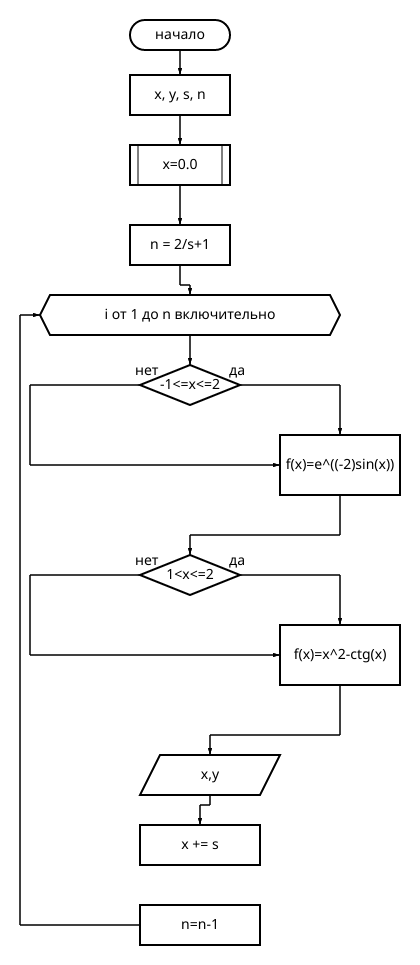 начало
x, y, s, n
x=0.0
n = 2/s+1
i от 1 до n включительно
нет
да
-1<=x<=2
f(x)=e^((-2)sin(x))
нет
да
1<x<=2
f(x)=x^2-ctg(x)
x,y
x += s
n=n-1